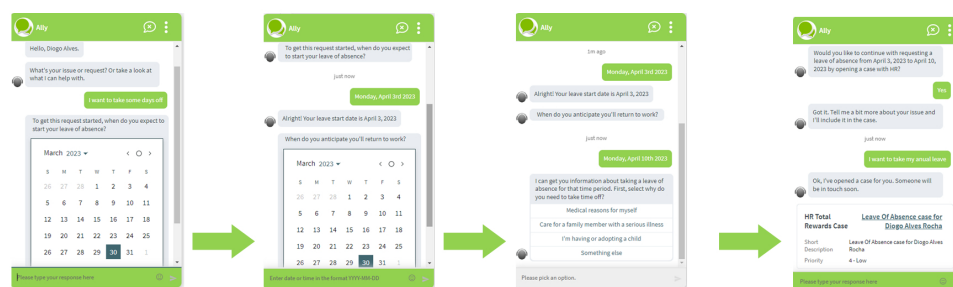 Ally
Hello, Diogo Alves.
What's your issue or request? Or take a look at
what I can help with.
I want to take some days off
To get this request started, when do you expect to
start your leave of absence?
March 2023
S M T W T F S
26 27 28 1 2 3 4
5 6 7 8 9 10 11
12 13 14 15 16 17 18
19 20 21 22 23 24 25
26 27 28 29 30 31 1
Please type your response here
Ally
To get this request started, when do you expect
to start your leave of absence?
just now
Monday, April 3rd 2023
Alright! Your leave start date is April 3, 2023
When do you anticipate you'll return to work?
March 2023
S M T W T F S
26 27 28 1 2 3 4
5 6 7 8 9 10 11
12 13 14 15 16 17 18
19 20 21 22 23 24 25
26 27 28 29 30 31 1
Enter date or time in the format YYYY-MM-DD
Ally
1m ago
Monday, April 3rd 2023
Alright! Your leave start date is April 3, 2023
When do you anticipate you'll return to work?
just now
Monday, April 10th 2023
I can get you information about taking a leave of
absence for that time period. First, select why do
you need to take time off?
Medical reasons for myself
Care for a family member with a serious illness
I'm having or adopting a child
Something else
Please pick an option.
Ally
Would you like to continue with requesting a
leave of absence from April 3, 2023 to April 10,
2023 by opening a case with HR?
Yes
Got it. Tell me a bit more about your issue and
I'll include it in the case.
just now
I want to take my anual leave
Ok, I've opened a case for you. Someone will
be in touch soon.
HR Total Rewards Case
Leave Of Absence case for
Diogo Alves Rocha
Short Description
Leave Of Absence case for Diogo Alves
Rocha
Priority
4 - Low
Please type your response here